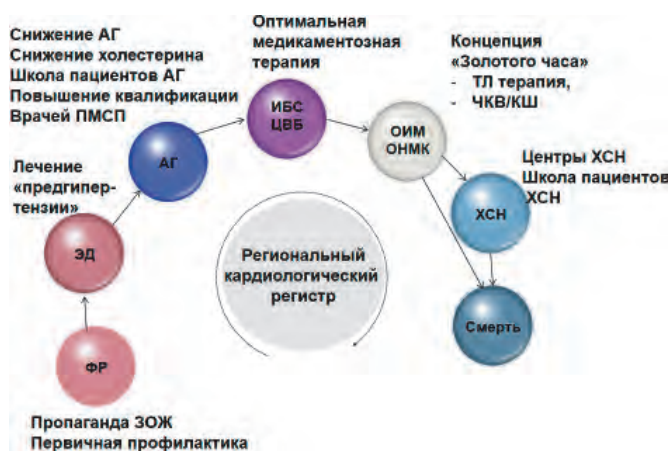 Снижение АГ
Снижение холестерина
Школа пациентов АГ
Повышение квалификации
Врачей ПМСП
Оптимальная
медикаментозная
терапия
Концепция
«Золотого часа»
- ТЛ терапия,
- ЧКВ/КШ
Лечение
«предгипер-
тензии»
АГ
ИБС
ЦВБ
ОИМ
ОНМК
Центры ХСН
Школа пациентов
ХСН
ХСН
ЭД
Региональный
кардиологический
регистр
Смерть
ФР
Пропаганда ЗОЖ
Первичная профилактика